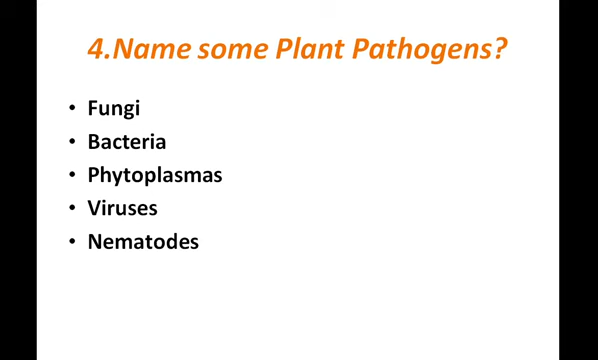 4.Name some Plant Pathogens?
• Fungi
• Bacteria
• Phytoplasmas
• Viruses
• Nematodes